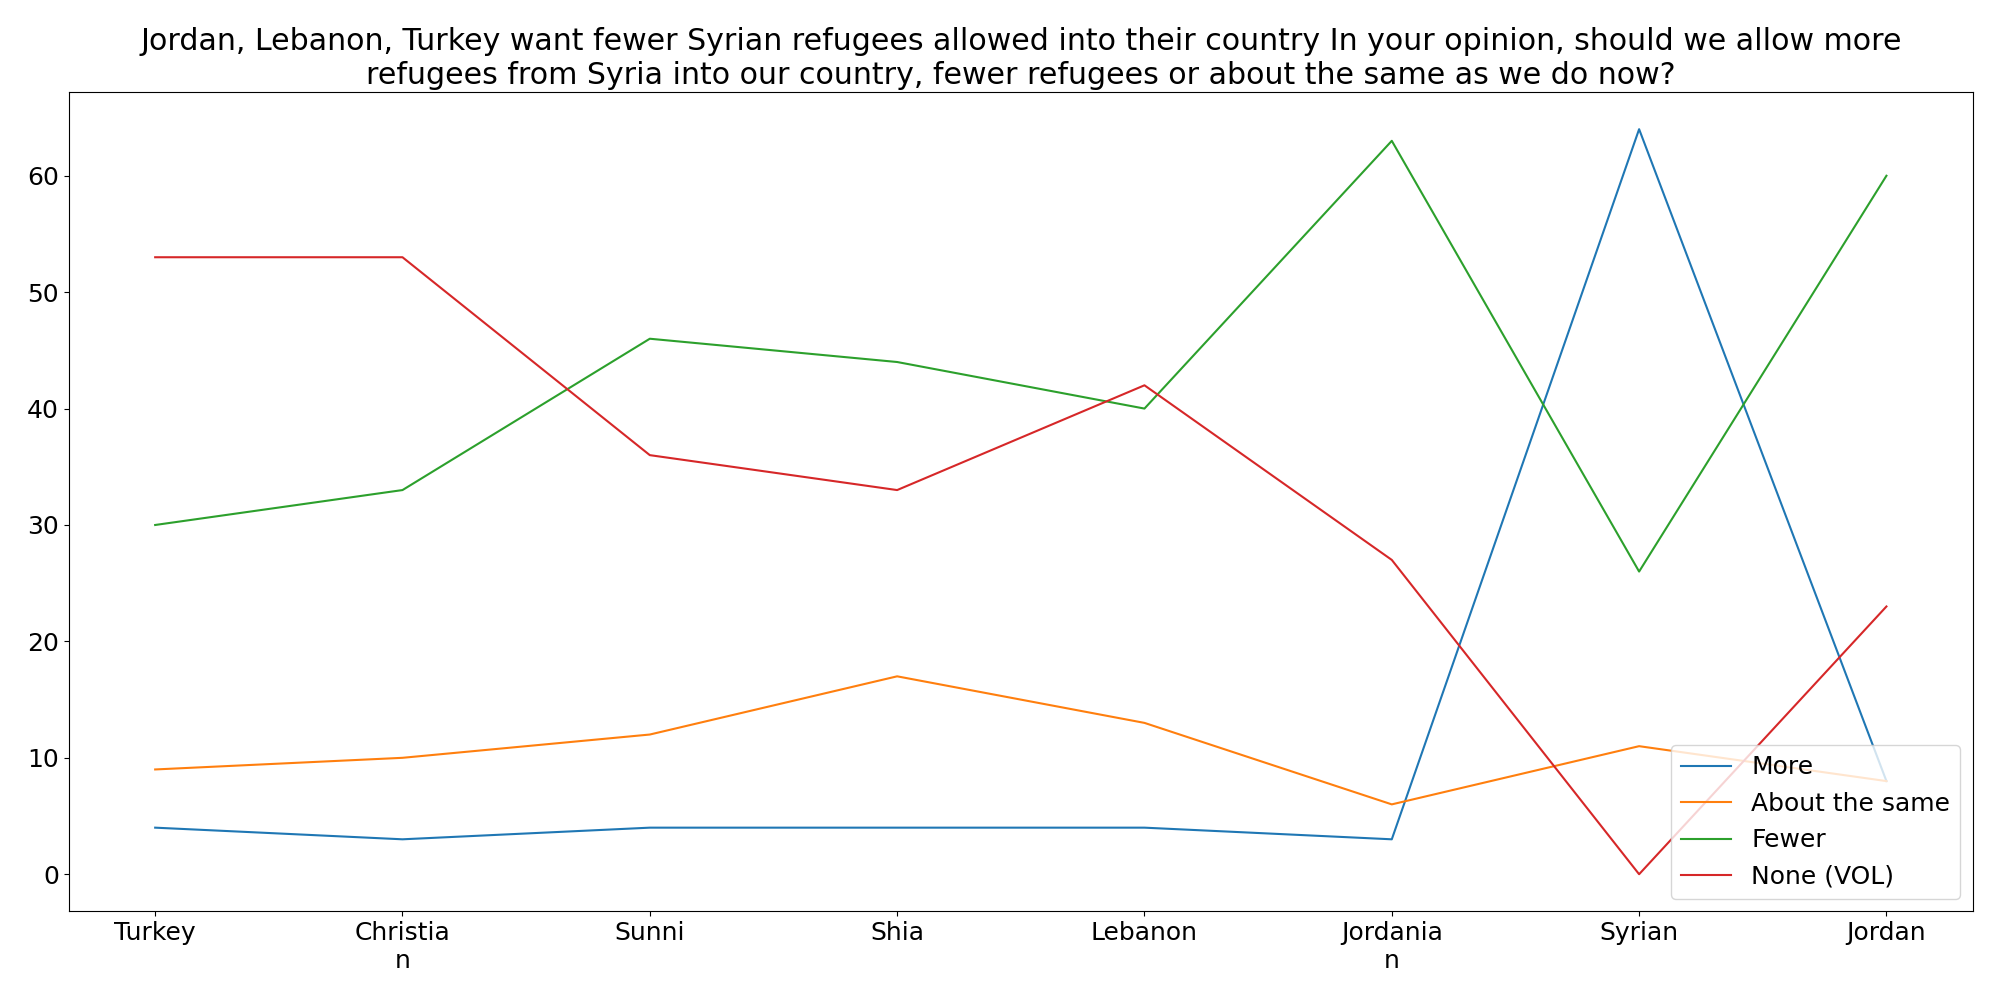 Jordan, Lebanon, Turkey want fewer Syrian refugees allowed into their country In your opinion, should we allow more
refugees from Syria into our country, fewer refugees or about the same as we do now?
60
50
40
30
20
10
0
Turkey
Christia
n
Sunni
Shia
Lebanon
Jordania
n
Syrian
Jordan
More
About the same
Fewer
None (VOL)